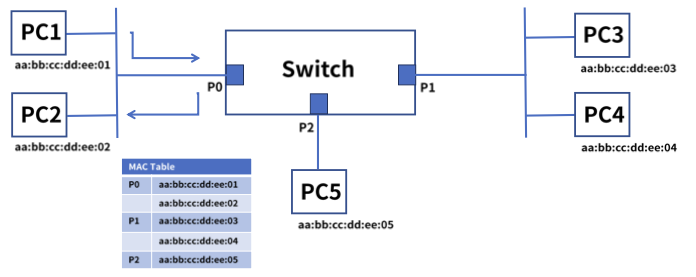 PC1
aa:bb:cc:dd:ee:01
PC2
aa:bb:cc:dd:ee:02
Switch
P0
P1
P2
PC3
aa:bb:cc:dd:ee:03
PC4
aa:bb:cc:dd:ee:04
PC5
aa:bb:cc:dd:ee:05
MAC Table
P0 aa:bb:cc:dd:ee:01
aa:bb:cc:dd:ee:02
P1 aa:bb:cc:dd:ee:03
aa:bb:cc:dd:ee:04
P2 aa:bb:cc:dd:ee:05